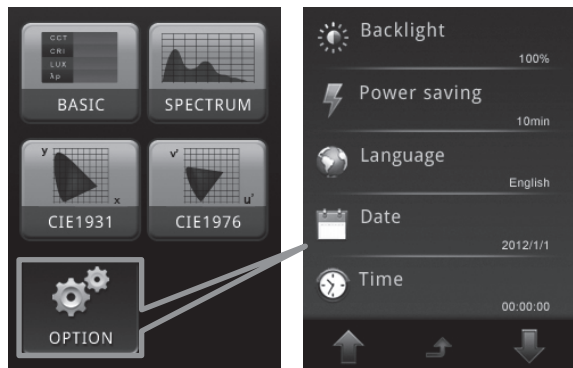 CCT
CRI
LUX
λp
BASIC
SPECTRUM
y
x
CIE1931
v'
u'
CIE1976
OPTION
Backlight
100%
Power saving
10min
Language
English
Date
2012/1/1
Time
00:00:00